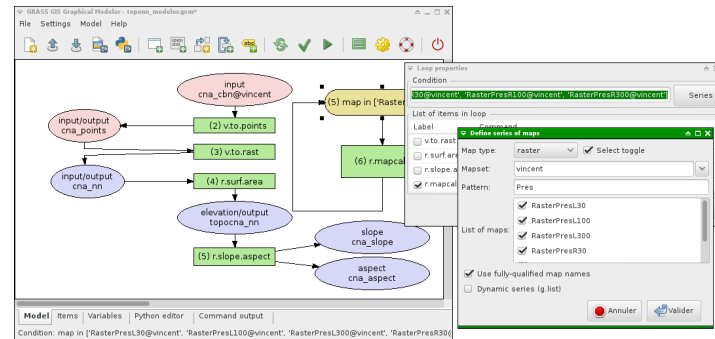 GRASS GIS Graphical Modeler - toponn_modeler.gxm*
File Settings Model Help
input
cna_cbn@vincent
(2) v.to.points
input/output
cna_points
(3) v.to.rast
input/output
cna_nn
(4) r.surf.area
elevation/output
topocna_nn
(5) r.slope.aspect
slope
cna_slope
aspect
cna_aspect
(5) map in ['Raster
(6) r.mapcal
Model Items Variables Python editor Command output
Condition: map in ['RasterPresL30@vincent', 'RasterPresL100@vincent', 'RasterPresL300@vincent', 'RasterPresR30(
Loop properties
Condition
R30@vincent', 'RasterPresR100@vincent', 'RasterPresR300@vincent']
Series
List of items in loop
Label Command
v.to.rast
r.surf.are
r.slope.a
r.mapcal
Define series of maps
Map type: raster Select toggle
Mapset: vincent
Pattern: Pres
List of maps:
RasterPresL30
RasterPresL100
RasterPresL300
RasterPresR30
Use fully-qualified map names
Dynamic series (g.list)
Annuler Valider